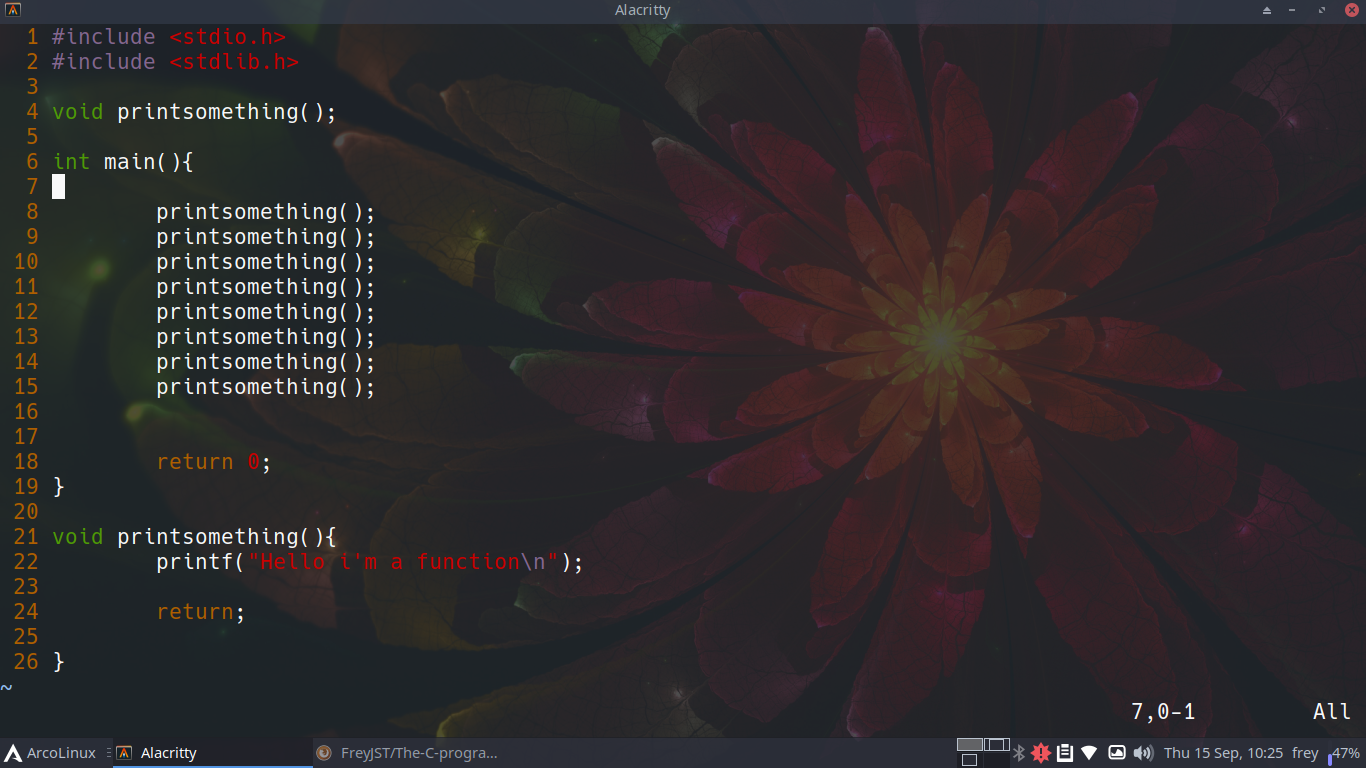 Alacritty
1 #include <stdio.h>
2 #include <stdlib.h>
3
4 void printsomething();
5
6 int main(){
7
8         printsomething();
9         printsomething();
10         printsomething();
11         printsomething();
12         printsomething();
13         printsomething();
14         printsomething();
15         printsomething();
16
17
18         return 0;
19 }
20
21 void printsomething(){
22         printf("Hello i'm a function\n");
23
24         return;
25
26 }
~
7,0-1 All
ArcoLinux Alacritty FreyJST/The-C-progra... Thu 15 Sep, 10:25 frey 47%